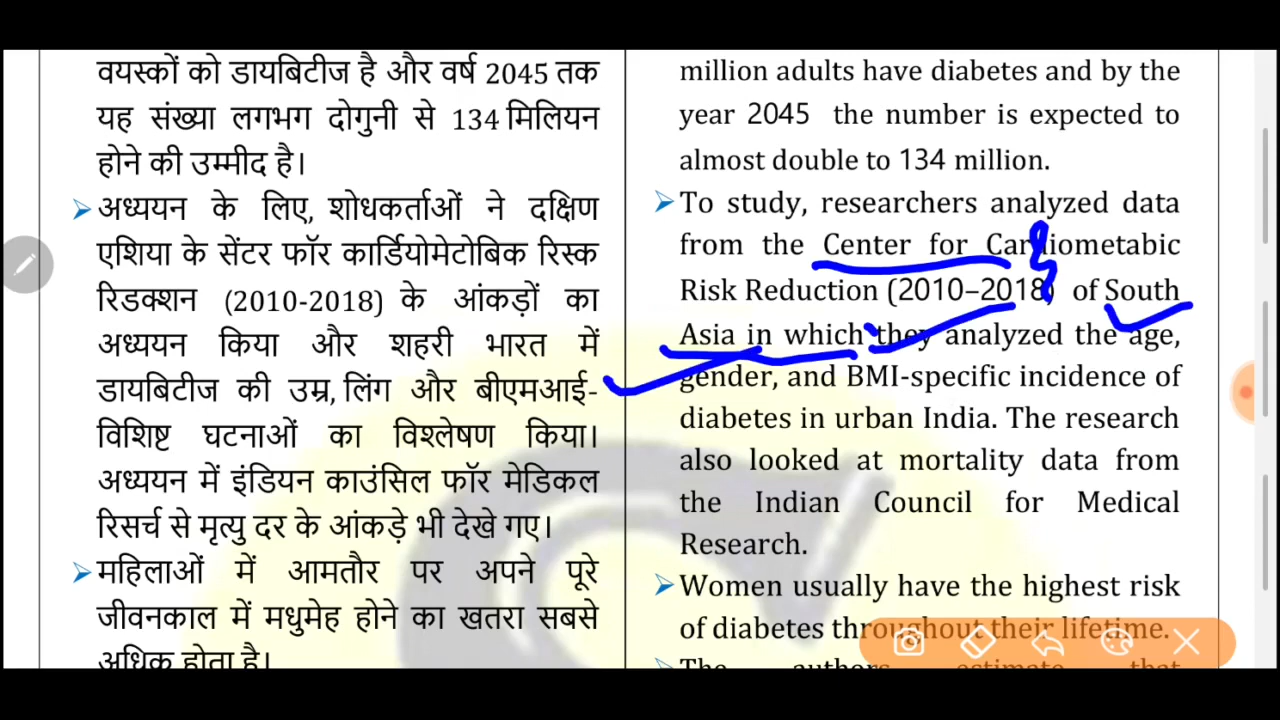 वयस्कों को डायबिटीज है और वर्ष 2045 तक
यह संख्या लगभग दोगुनी से 134 मिलियन
होने की उम्मीद है।
अध्ययन के लिए, शोधकर्ताओं ने दक्षिण
एशिया के सेंटर फॉर कार्डियोमेटोबिक रिस्क
रिडक्शन (2010-2018) के आंकड़ों का
अध्ययन किया और शहरी भारत में
डायबिटीज की उम्र, लिंग और बीएमआई-
विशिष्ट घटनाओं का विश्लेषण किया।
अध्ययन में इंडियन काउंसिल फॉर मेडिकल
रिसर्च से मृत्यु दर के आंकड़े भी देखे गए।
महिलाओं में आमतौर पर अपने पूरे
जीवनकाल में मधुमेह होने का खतरा सबसे
अधिक होता है।
million adults have diabetes and by the
year 2045 the number is expected to
almost double to 134 million.
To study, researchers analyzed data
from the Center for Cardiometabic
Risk Reduction (2010–2018) of South
Asia in which they analyzed the age,
gender, and BMI-specific incidence of
diabetes in urban India. The research
also looked at mortality data from
the Indian Council for Medical
Research.
Women usually have the highest risk
of diabetes throughout their lifetime.
The authors estimate that